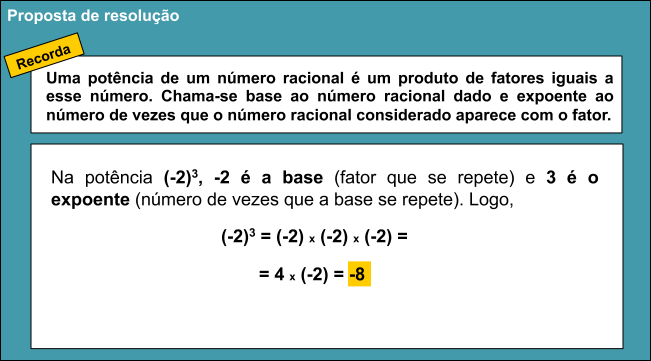 Proposta de resolução
Recorda
Uma potência de um número racional é um produto de fatores iguais a
esse número. Chama-se base ao número racional dado e expoente ao
número de vezes que o número racional considerado aparece com o fator.
Na potência (-2)³, -2 é a base (fator que se repete) e 3 é o
expoente (número de vezes que a base se repete). Logo,
(-2)³ = (-2) x (-2) x (-2) =
= 4 x (-2) = -8